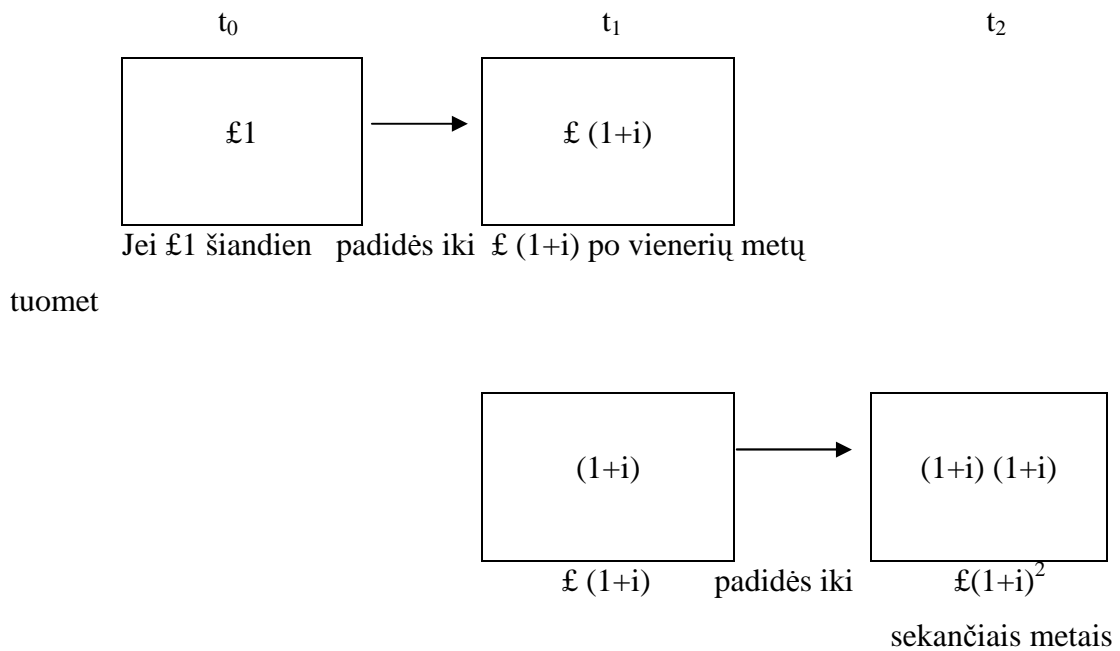 t₀ t₁ t₂
£1 £ (1+i)
Jei £1 šiandien padidės iki £ (1+i) po vienerių metų
tuomet
(1+i) (1+i) (1+i)
£ (1+i) padidės iki £(1+i)²
sekančiais metais